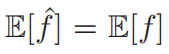 𝔼[f̂] = 𝔼[f]